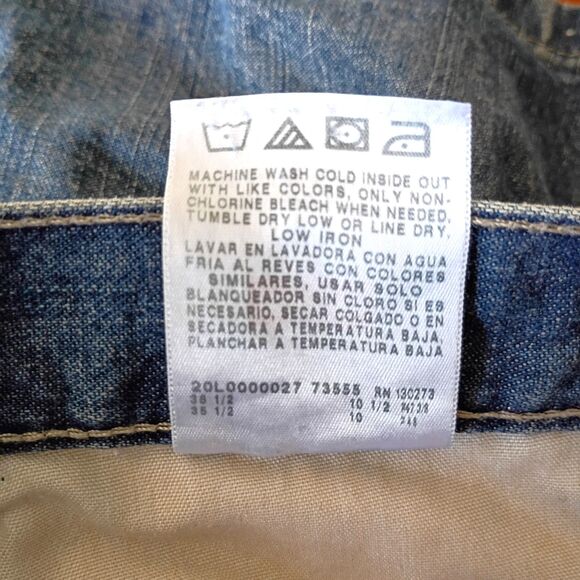 MACHINE WASH COLD INSIDE OUT
WITH LIKE COLORS, ONLY NON-
CHLORINE BLEACH WHEN NEEDED,
TUMBLE DRY LOW OR LINE DRY,
LOW IRON
LAVAR EN LAVADORA CON AGUA
FRIA AL REVES CON COLORES
SIMILARES, USAR SOLO
BLANQUEADOR SIN CLORO SI ES
NECESARIO, SECAR COLGADO O EN
SECADORA A TEMPERATURA BAJA,
PLANCHAR A TEMPERATURA BAJA
20L0000027 73555 RN 130273
36 1/2 10 1/2
35 1/2 10